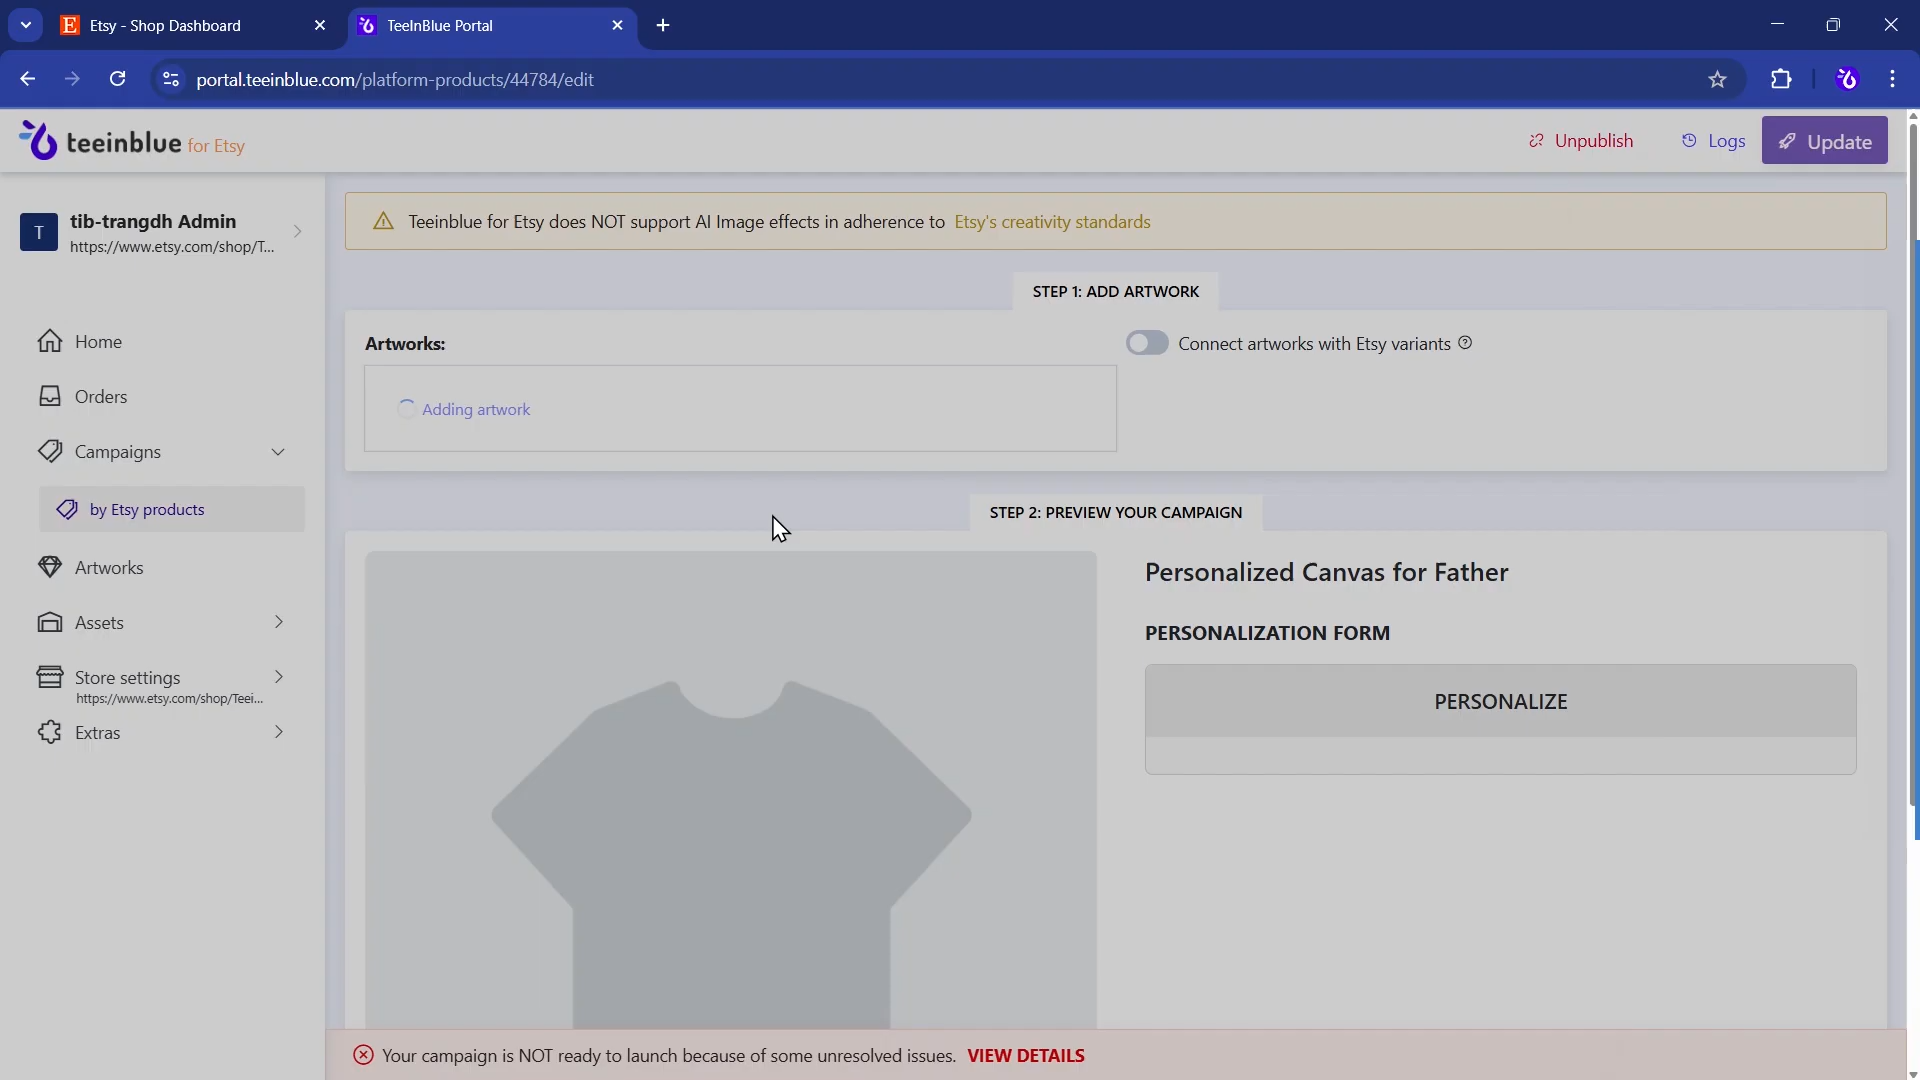 Etsy - Shop Dashboard
TeeInBlue Portal
portal.teeinblue.com/platform-products/44784/edit
teeinblue for Etsy
Unpublish
Logs
Update
T
tib-trangdh Admin
https://www.etsy.com/shop/T...
Teeinblue for Etsy does NOT support AI Image effects in adherence to Etsy's creativity standards
STEP 1: ADD ARTWORK
Artworks:
Connect artworks with Etsy variants
Adding artwork
Home
Orders
Campaigns
by Etsy products
Artworks
Assets
Store settings
https://www.etsy.com/shop/Teei...
Extras
STEP 2: PREVIEW YOUR CAMPAIGN
Personalized Canvas for Father
PERSONALIZATION FORM
PERSONALIZE
Your campaign is NOT ready to launch because of some unresolved issues. VIEW DETAILS